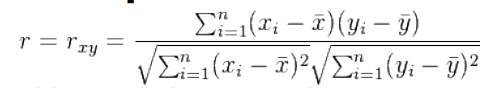 r = r_{xy} = \frac{\sum_{i=1}^{n}(x_i - \bar{x})(y_i - \bar{y})}{\sqrt{\sum_{i=1}^{n}(x_i - \bar{x})^2}\sqrt{\sum_{i=1}^{n}(y_i - \bar{y})^2}}